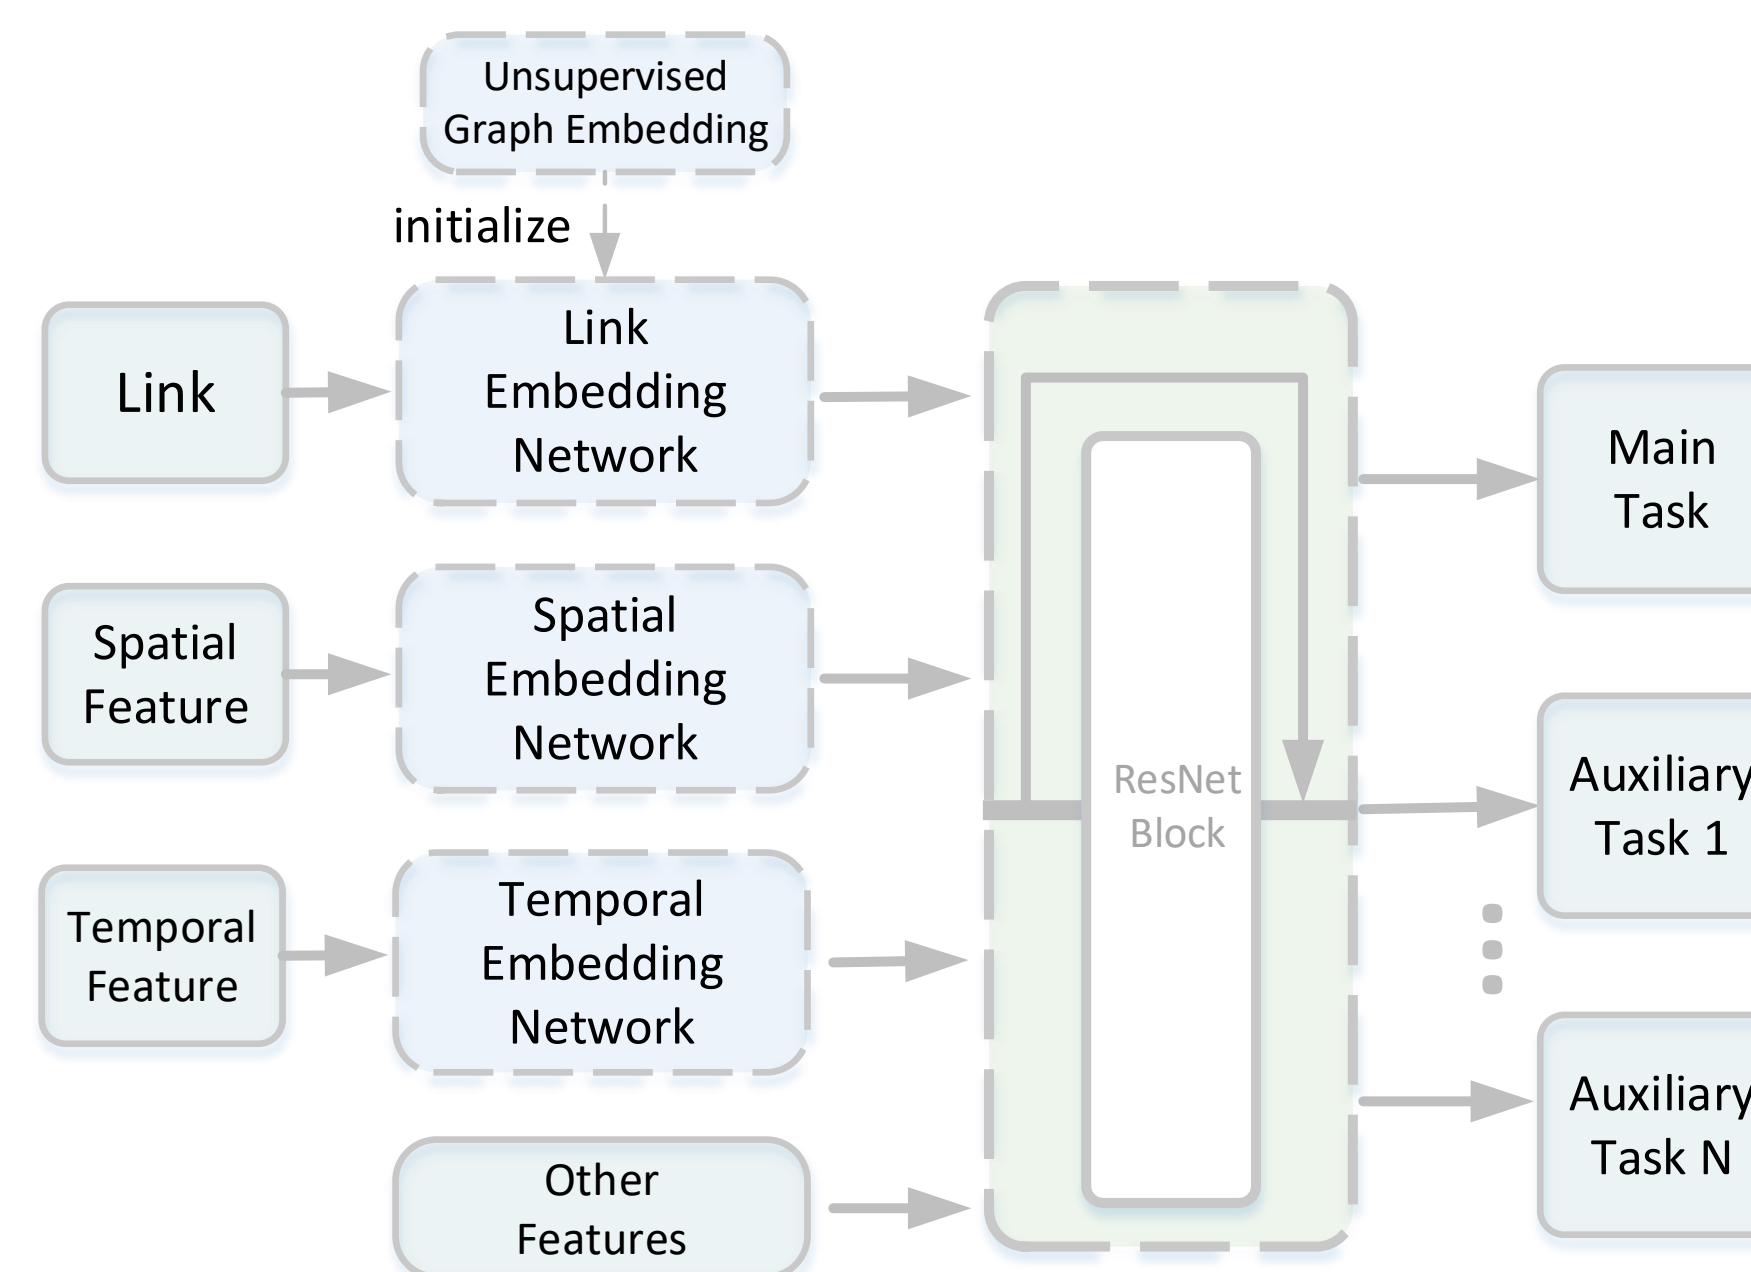 Unsupervised
Graph Embedding
initialize
Link
Link
Embedding
Network
Spatial
Feature
Spatial
Embedding
Network
Temporal
Feature
Temporal
Embedding
Network
Other
Features
ResNet
Block
Main
Task
Auxiliary
Task 1
Auxiliary
Task N